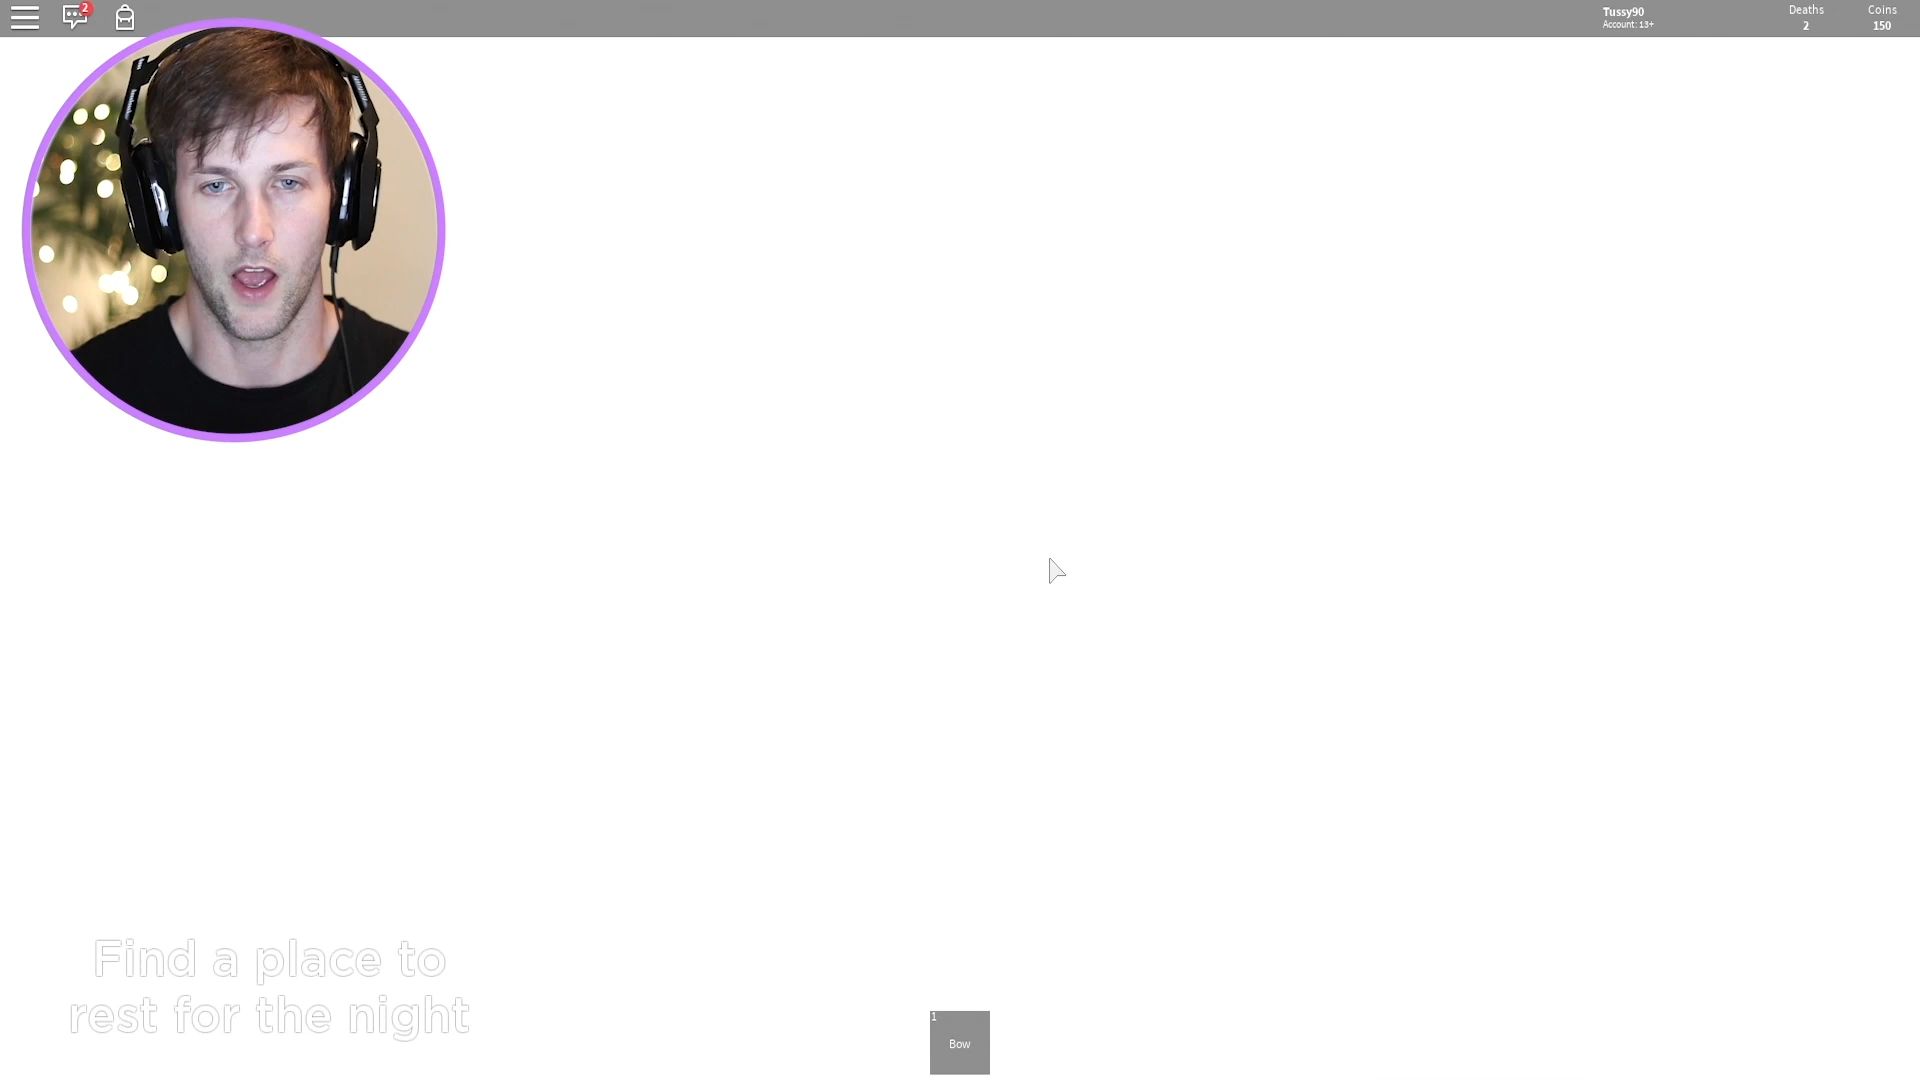 2
Tussy90
Account: 13+
Deaths
2
Coins
150
Find a place to
rest for the night
1
Bow